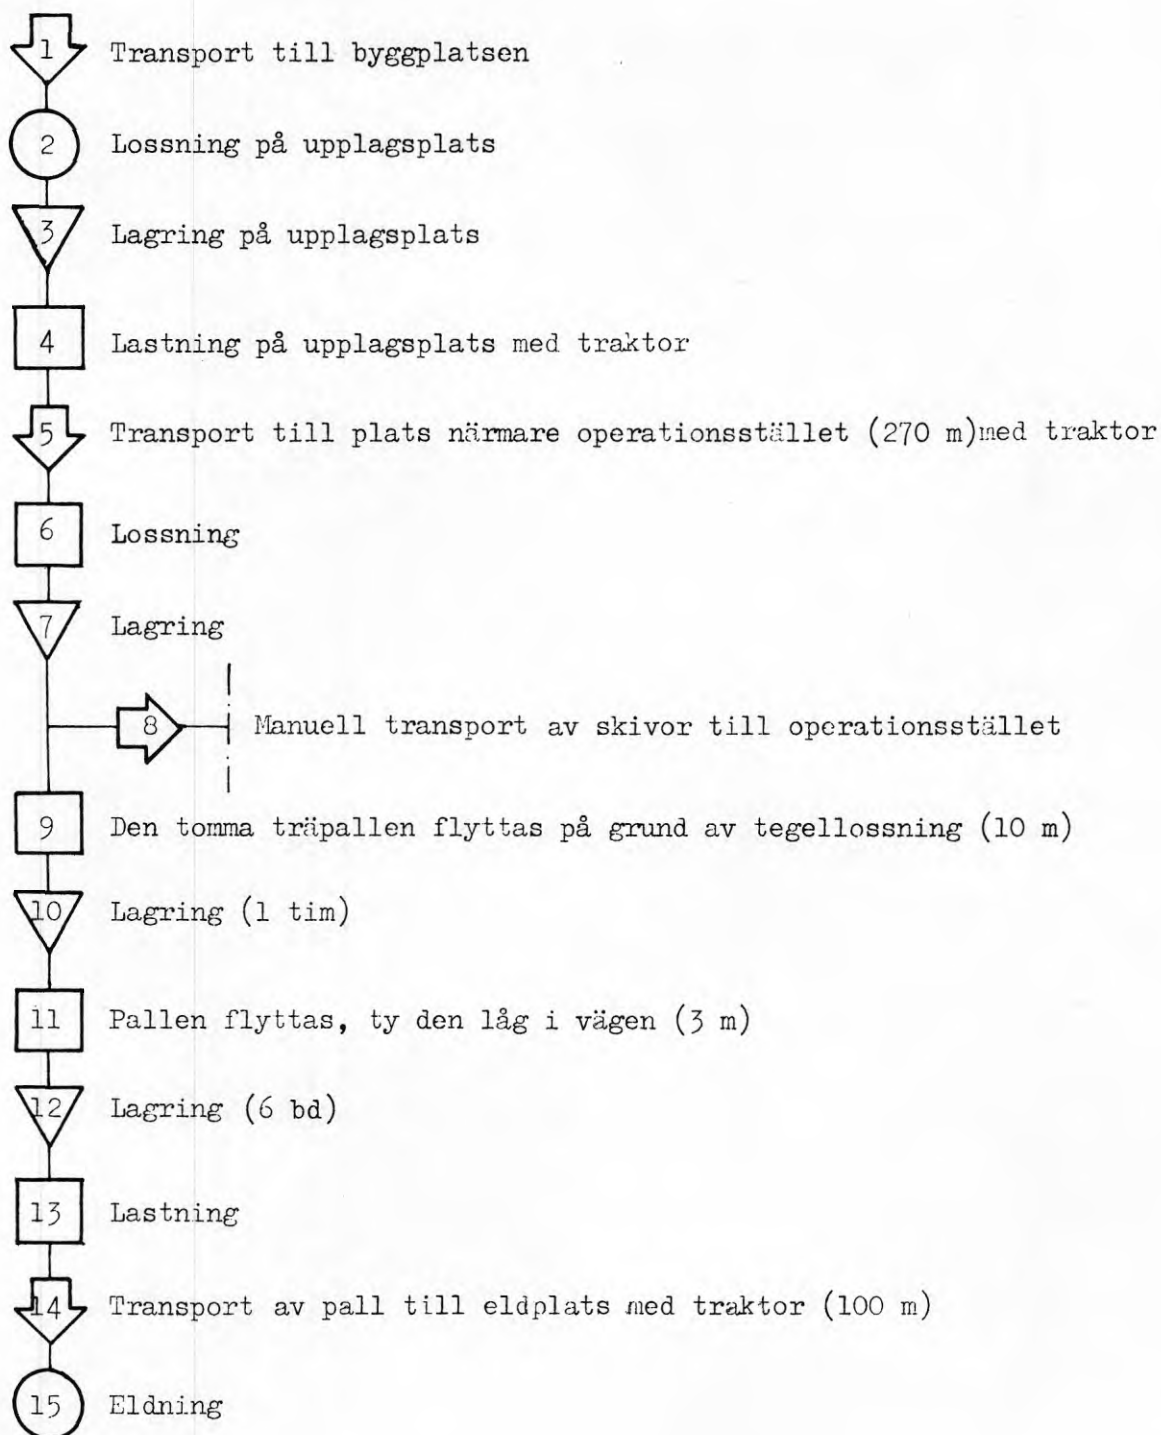 1 Transport till byggplatsen
2 Lossning på upplagsplats
3 Lagring på upplagsplats
4 Lastning på upplagsplats med traktor
5 Transport till plats närmare operationsstället (270 m)med traktor
6 Lossning
7 Lagring
8 Manuell transport av skivor till operationsstället
9 Den tomma träpallen flyttas på grund av tegellossning (10 m)
10 Lagring (1 tim)
11 Pallen flyttas, ty den låg i vägen (3 m)
12 Lagring (6 bd)
13 Lastning
14 Transport av pall till eldplats med traktor (100 m)
15 Eldning